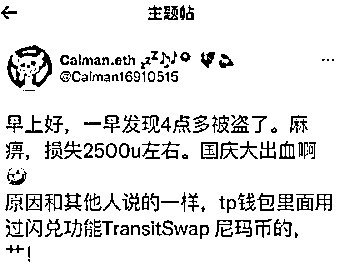 主题帖
Calman.eth
@Calman16910515
早上好，一早发现4点多被盗了。麻
痹，损失2500u左右。国庆大出血啊
原因和其他人说的一样，tp钱包里面用
过闪兑功能TransitSwap 尼玛币的，
艹！